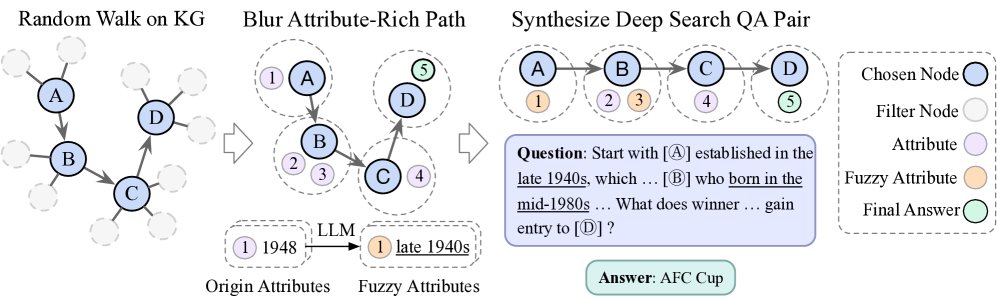 Random Walk on KG
A
B
C
D
Blur Attribute-Rich Path
1
A
5
D
B
2
3
C
4
LLM
1 1948
1 late 1940s
Origin Attributes
Fuzzy Attributes
Synthesize Deep Search QA Pair
A
B
C
D
1
2
3
4
5
Question: Start with [Ⓐ] established in the
late 1940s, which … [Ⓑ] who born in the
mid-1980s … What does winner … gain
entry to [Ⓓ] ?
Answer: AFC Cup
Chosen Node
Filter Node
Attribute
Fuzzy Attribute
Final Answer